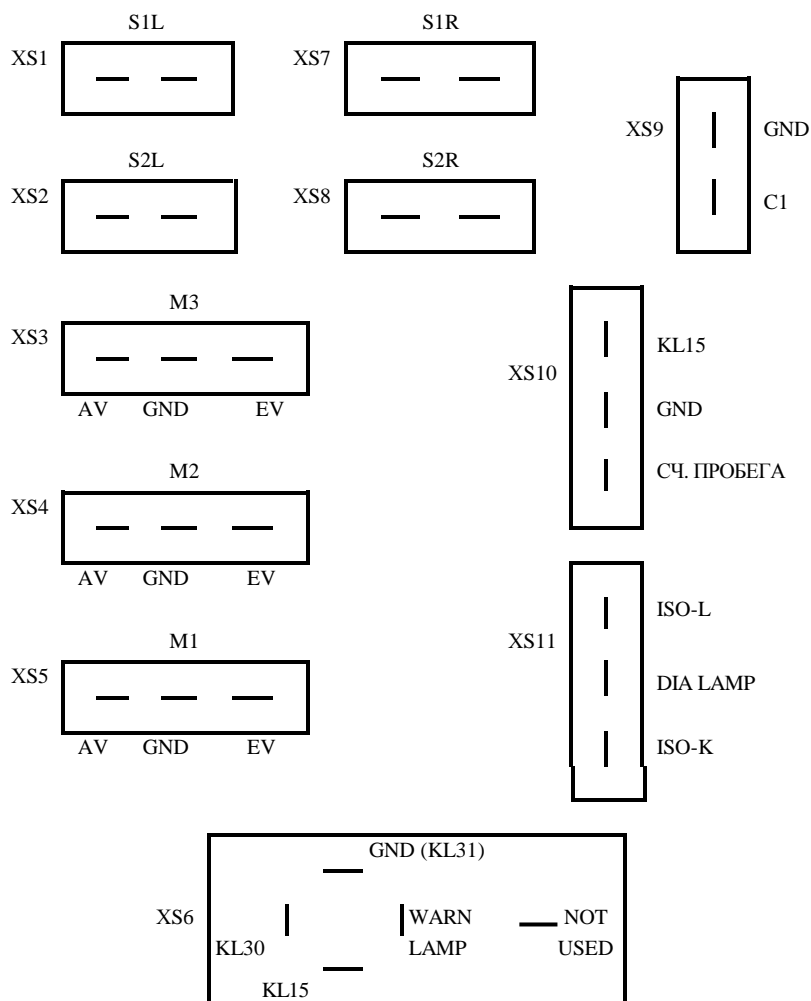 S1L
XS1
S1R
XS7
XS9
GND
C1
S2L
XS2
S2R
XS8
M3
XS3
AV GND EV
KL15
XS10
GND
СЧ. ПРОБЕГА
M2
XS4
AV GND EV
ISO-L
XS11
DIA LAMP
ISO-K
M1
XS5
AV GND EV
GND (KL31)
XS6
WARN
LAMP
NOT
USED
KL30
KL15